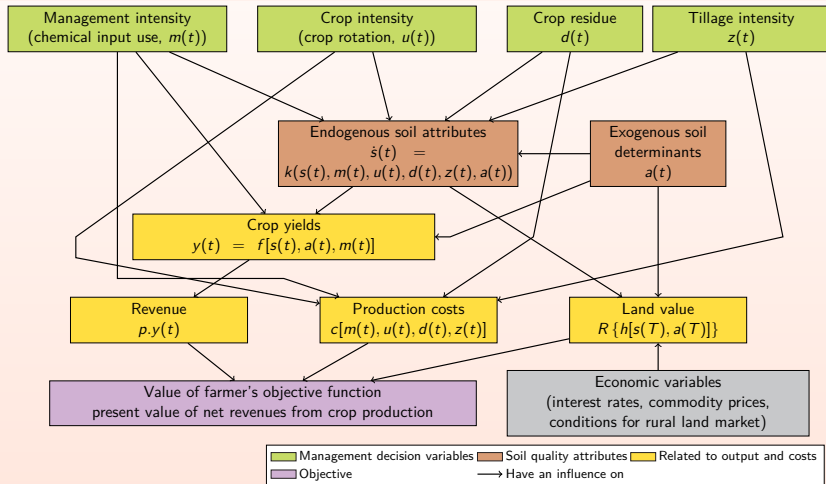 Management intensity
(chemical input use, m(t))
Crop intensity
(crop rotation, u(t))
Crop residue
d(t)
Tillage intensity
z(t)
Endogenous soil attributes
ṡ(t) =
k(s(t), m(t), u(t), d(t), z(t), a(t))
Exogenous soil
determinants
a(t)
Crop yields
y(t) = f[s(t), a(t), m(t)]
Revenue
p.y(t)
Production costs
c[m(t), u(t), d(t), z(t)]
Land value
R {h[s(T), a(T)]}
Value of farmer's objective function
present value of net revenues from crop production
Economic variables
(interest rates, commodity prices,
conditions for rural land market)
Management decision variables
Soil quality attributes
Related to output and costs
Objective
Have an influence on